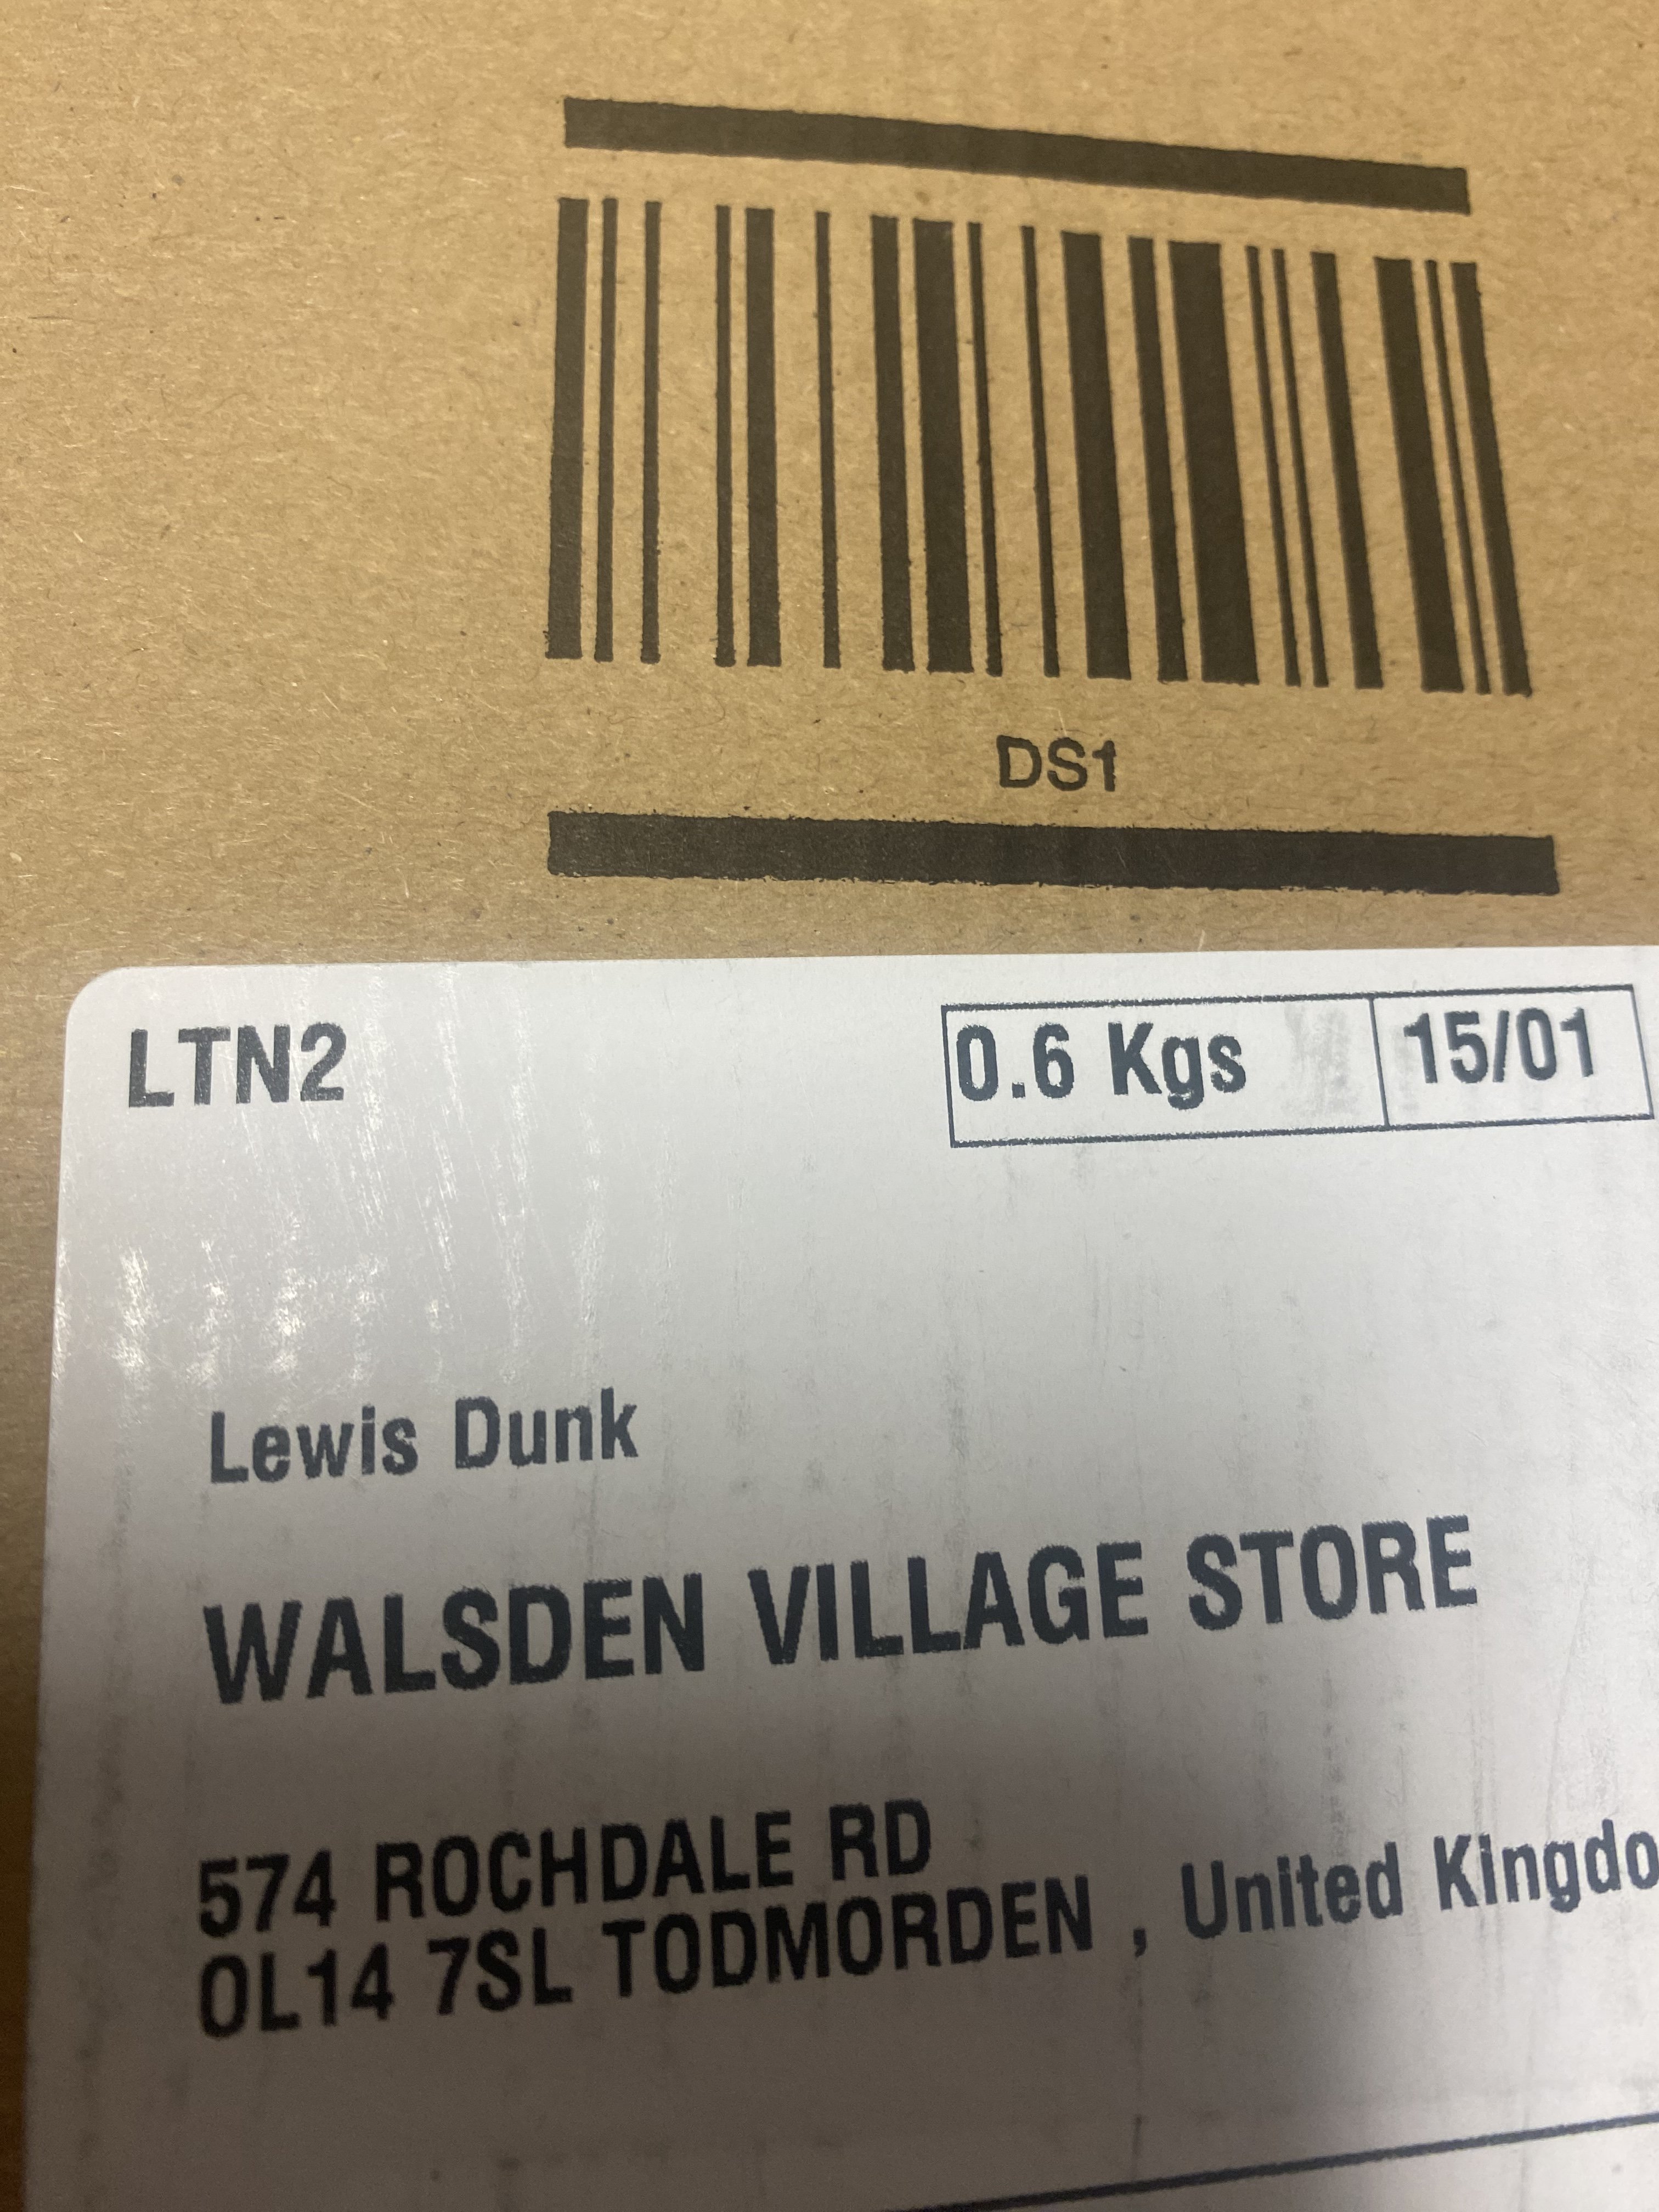 DS1
LTN2
0.6 Kgs 15/01
Lewis Dunk
WALSDEN VILLAGE STORE
574 ROCHDALE RD
OL14 7SL TODMORDEN , United Kingdo